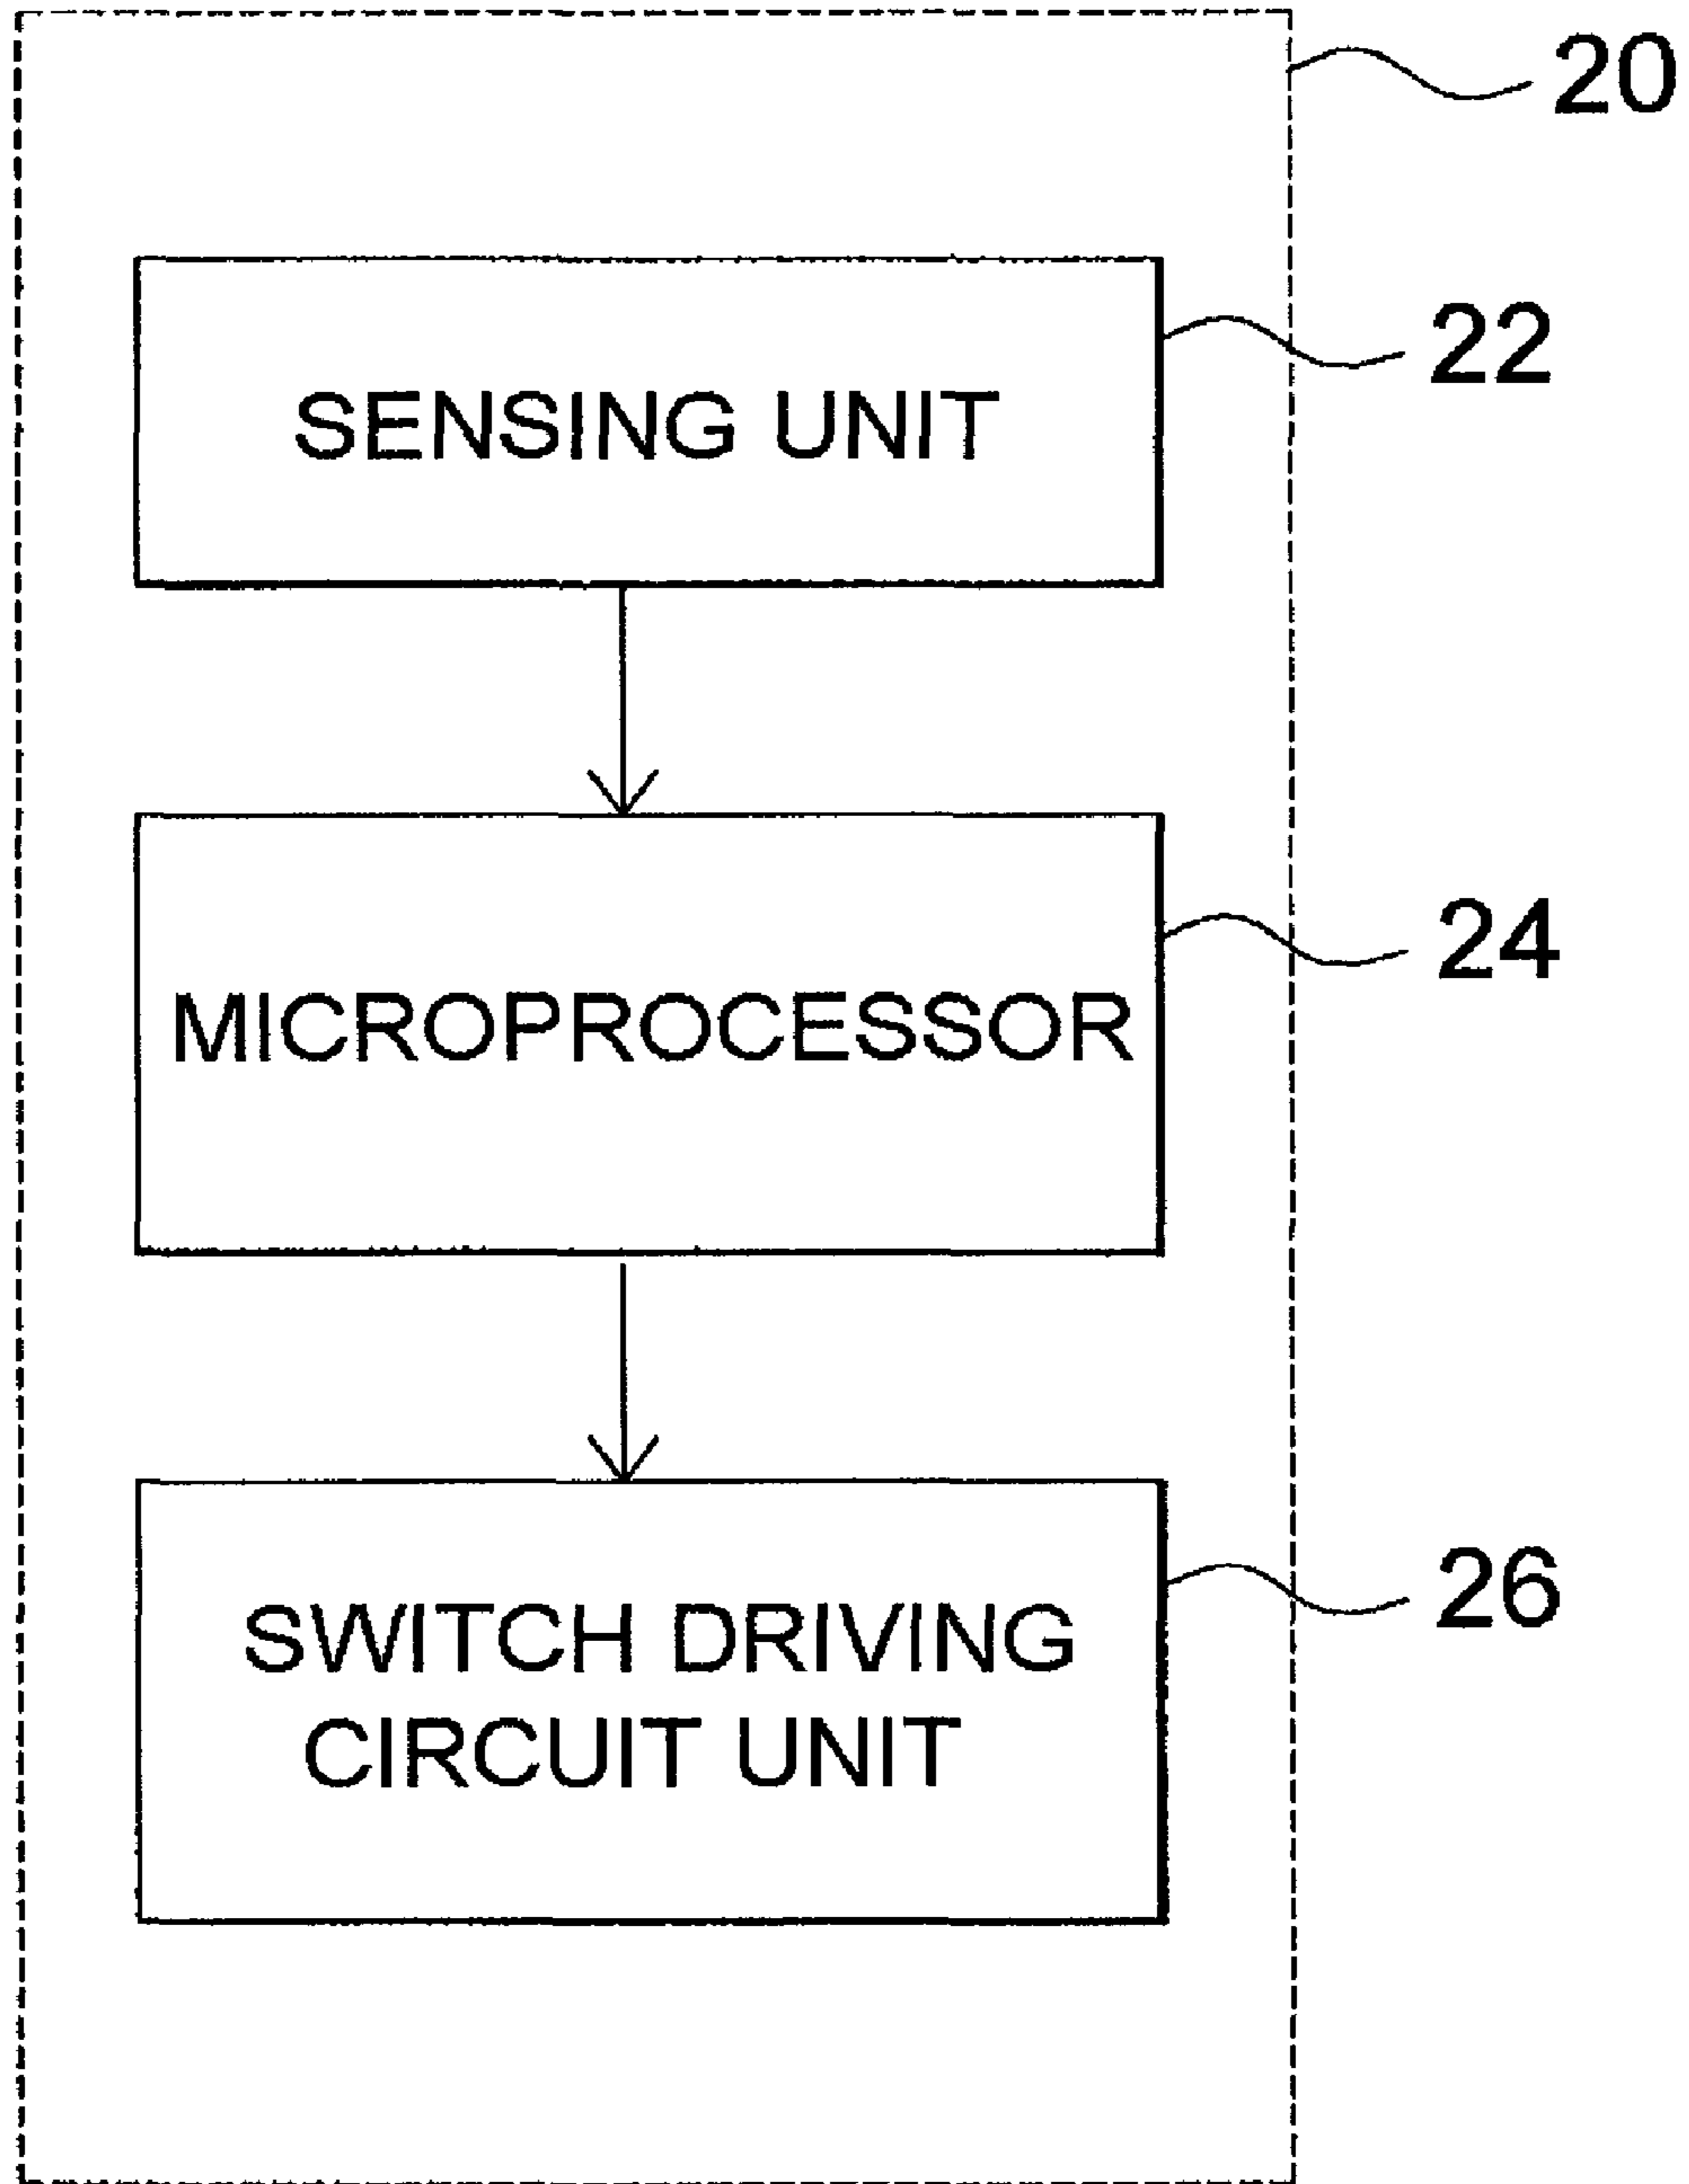 20
22
SENSING UNIT
24
MICROPROCESSOR
26
SWITCH DRIVING
CIRCUIT UNIT